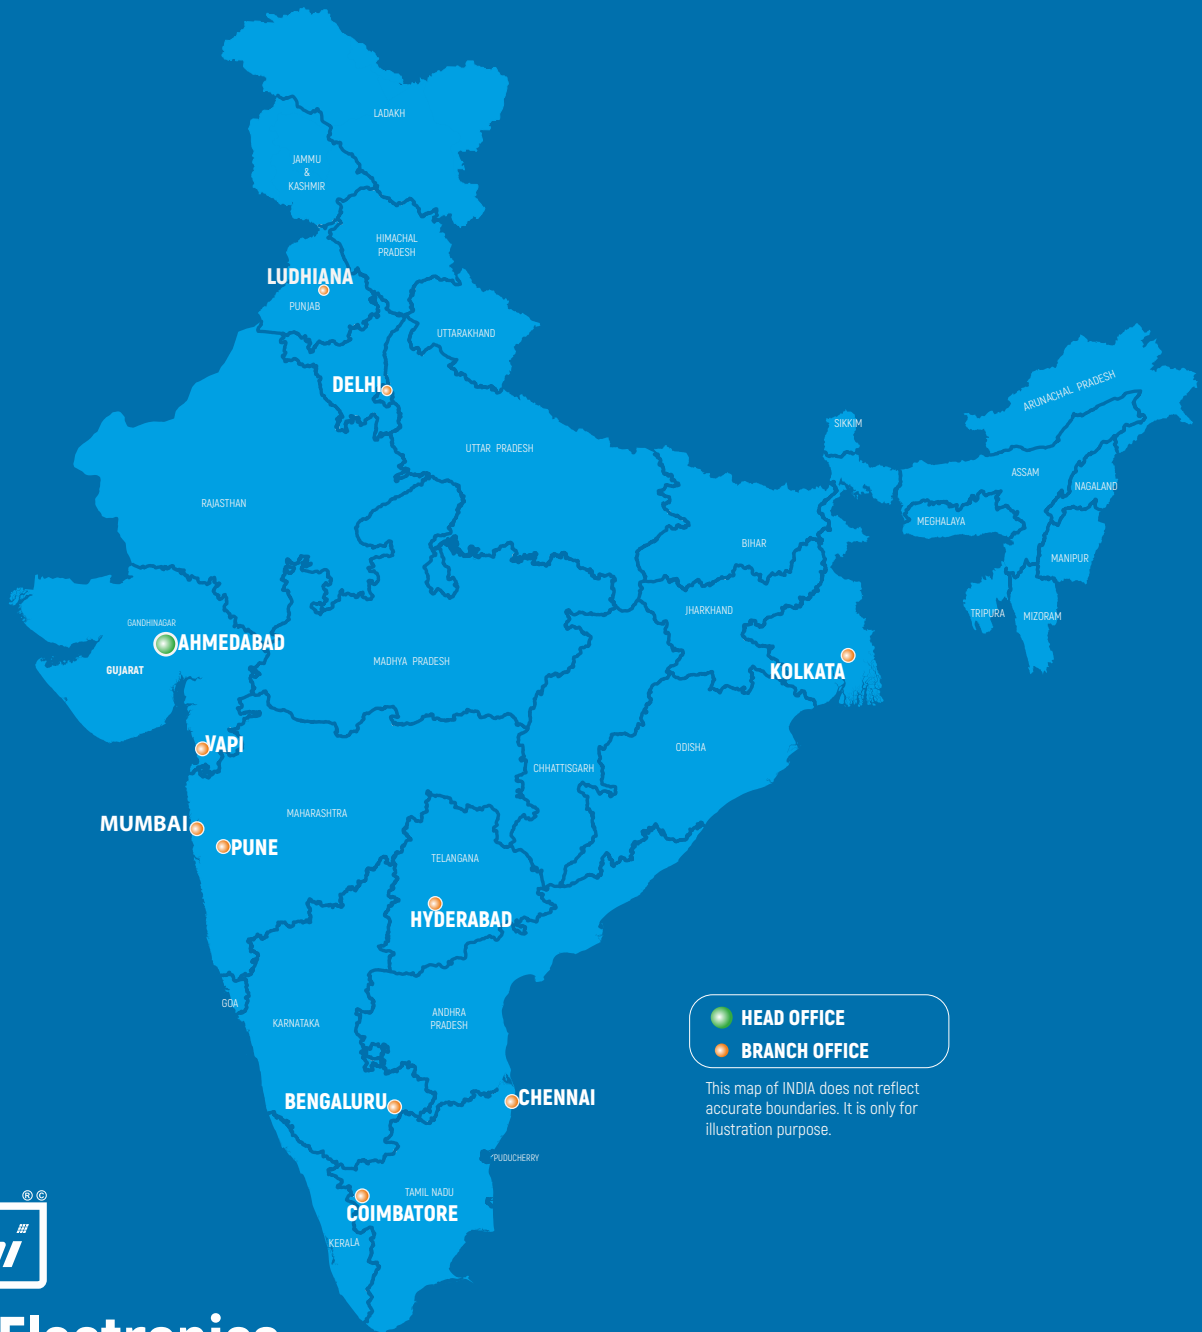 LADAKH
JAMMU
&
KASHMIR
HIMACHAL
PRADESH
LUDHIANA
PUNJAB
UTTARAKHAND
DELHI
ARUNACHAL PRADESH
SIKKIM
UTTAR PRADESH
ASSAM
NAGALAND
RAJASTHAN
MEGHALAYA
BIHAR
MANIPUR
JHARKHAND
TRIPURA
MIZORAM
GANDHINAGAR
AHMEDABAD
GUJARAT
MADHYA PRADESH
KOLKATA
VAPI
ODISHA
CHHATTISGARH
MAHARASHTRA
MUMBAI
PUNE
TELANGANA
HYDERABAD
GOA
KARNATAKA
ANDHRA
PRADESH
HEAD OFFICE
BRANCH OFFICE
This map of INDIA does not reflect
accurate boundaries. It is only for
illustration purpose.
BENGALURU
CHENNAI
PUDUCHERRY
TAMIL NADU
COIMBATORE
KERALA
® ©
Electronics